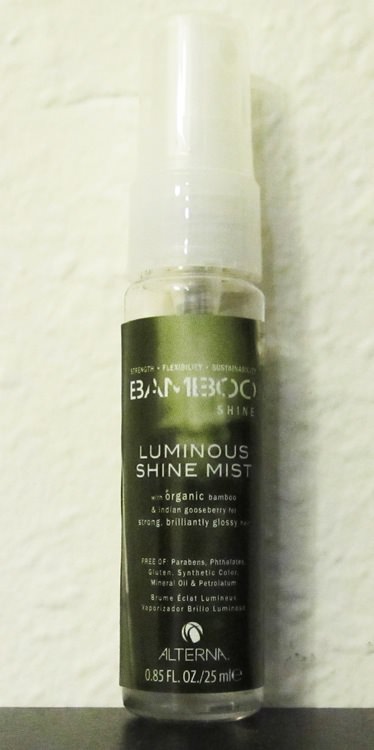 STRENGTH • FLEXIBILITY • SUSTAINABILITY
BAMBOO
SHINE
LUMINOUS
SHINE MIST
with organic bamboo
& indian gooseberry for
strong, brilliantly glossy hair
FREE OF: Parabens, Phthalates,
Gluten, Synthetic Color,
Mineral Oil & Petrolatum
Brume Éclat Lumineux
Vaporizador Brillo Luminoso
ALTERNA
0.85 FL. OZ./25 ml℮